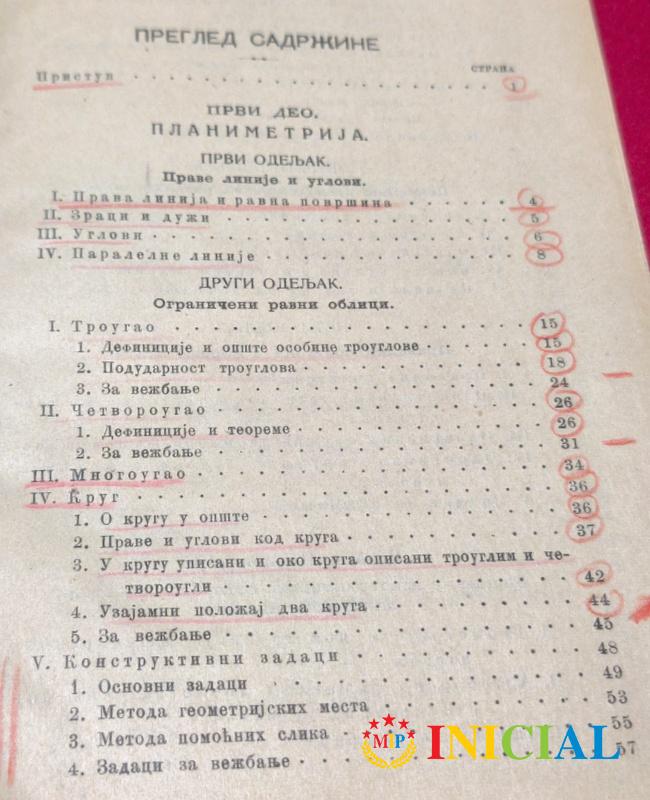 ПРЕГЛЕД САДРЖИНЕ
СТРАНА
Приступ . . . . . . . . . . . . . . . . . . . . 1
ПРВИ ДЕО.
ПЛАНИМЕТРИЈА.
ПРВИ ОДЕЉАК.
Праве линије и углови.
I. Права линија и равна површина . . . . . . . 4
II. Зраци и дужи . . . . . . . . . . . . . . . 5
III. Углови . . . . . . . . . . . . . . . . . . 6
IV. Паралелне линије . . . . . . . . . . . . . 8
ДРУГИ ОДЕЉАК.
Ограничени равни облици.
I. Троугао . . . . . . . . . . . . . . . . . . 15
1. Дефиниције и опште особине троуглове . . . . 15
2. Подударност троуглова . . . . . . . . . . . 18
3. За вежбање . . . . . . . . . . . . . . . . 24
II. Четвороугао . . . . . . . . . . . . . . . . 26
1. Дефиниције и теореме . . . . . . . . . . . . 26
2. За вежбање . . . . . . . . . . . . . . . . 31
III. Многоугао . . . . . . . . . . . . . . . . . 34
IV. Круг . . . . . . . . . . . . . . . . . . . 36
1. О кругу у опште . . . . . . . . . . . . . . 36
2. Праве и углови код круга . . . . . . . . . . 37
3. У кругу уписани и око круга описани троуглим и че-
твороугли . . . . . . . . . . . . . . . . . 42
4. Узајамни положај два круга . . . . . . . . . 44
5. За вежбање . . . . . . . . . . . . . . . . 45
V. Конструктивни задаци . . . . . . . . . . . . 48
1. Основни задаци . . . . . . . . . . . . . . . 49
2. Метода геометријских места . . . . . . . . . 53
3. Метода помоћних слика . . . . . . . . . . . 55
4. Задаци за вежбање . . . . . . . . . . . . . 57
MP INICIAL